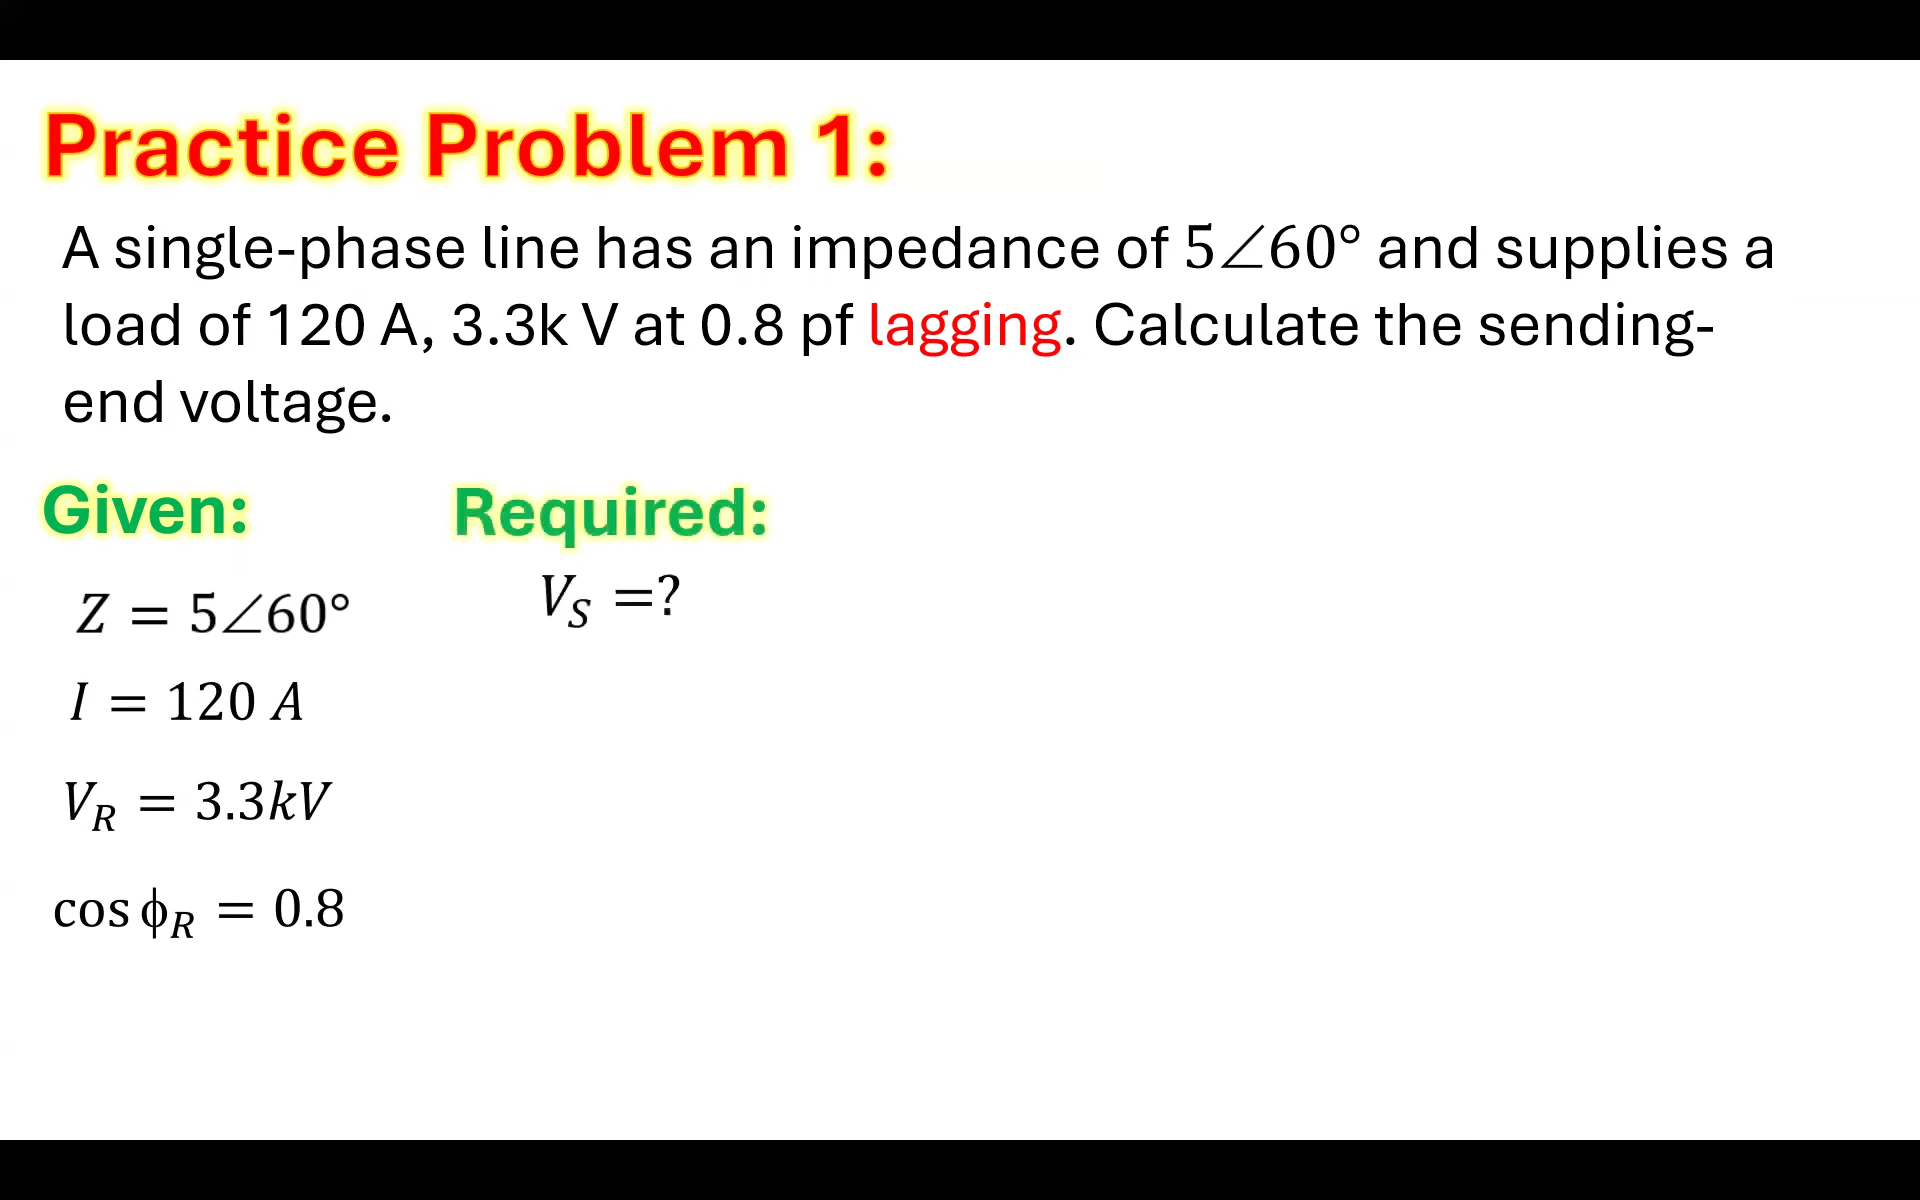 Practice Problem 1:
A single-phase line has an impedance of 5∠60° and supplies a
load of 120 A, 3.3k V at 0.8 pf lagging. Calculate the sending-
end voltage.
Given:
Required:
Z = 5∠60°
V_S =?
I = 120 A
V_R = 3.3kV
cos ϕ_R = 0.8